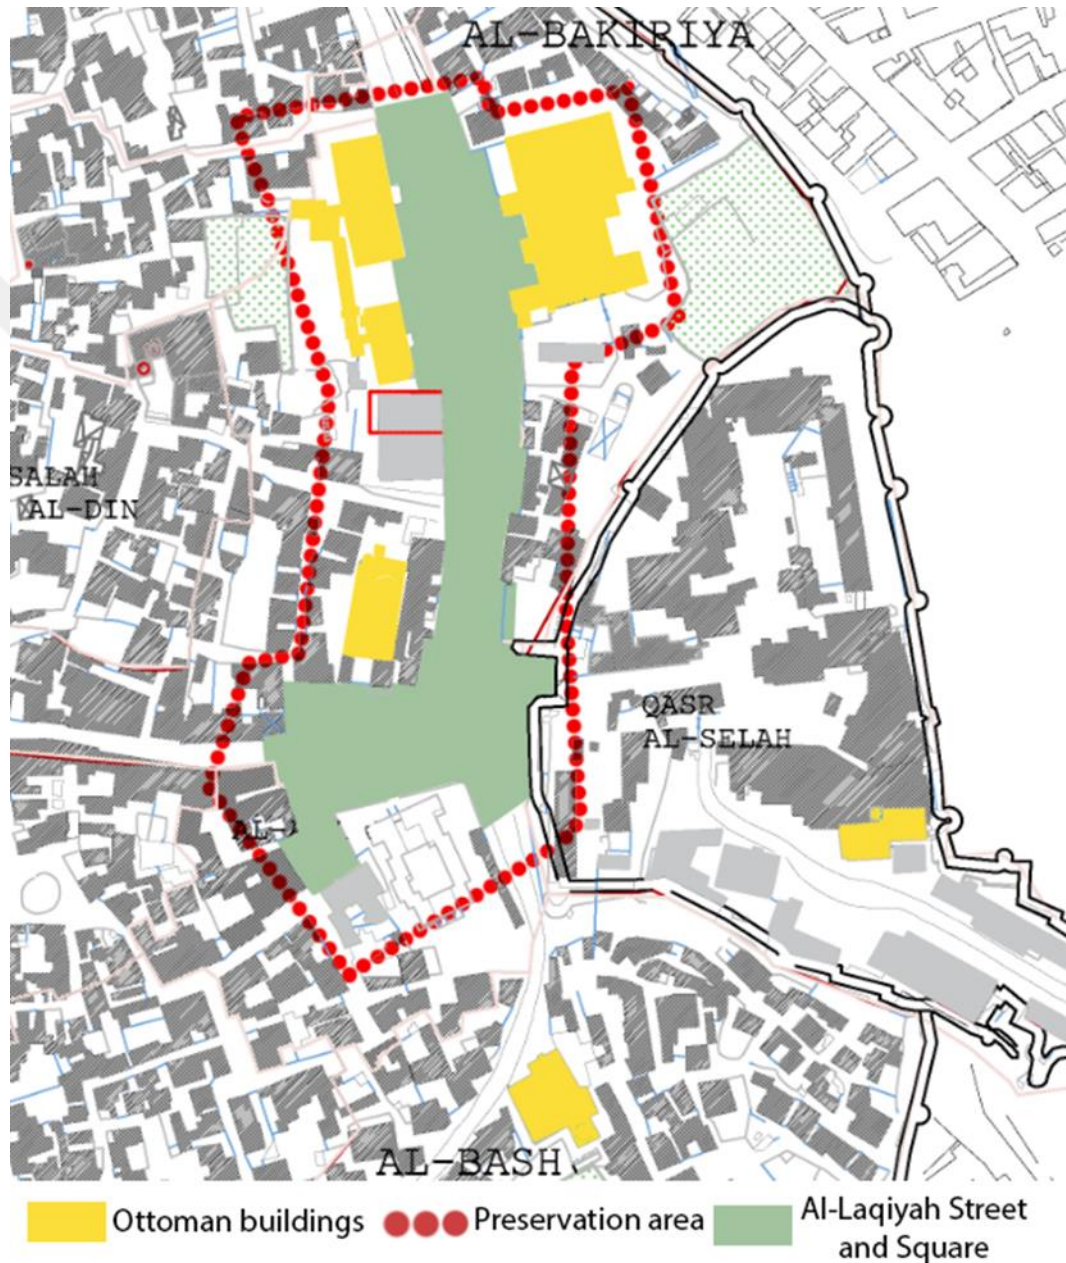 AL-BAKIRIYA
SALAH
AL-DIN
QASR
AL-SELAH
AL-BASH
Ottoman buildings
Preservation area
Al-Laqiyah Street
and Square